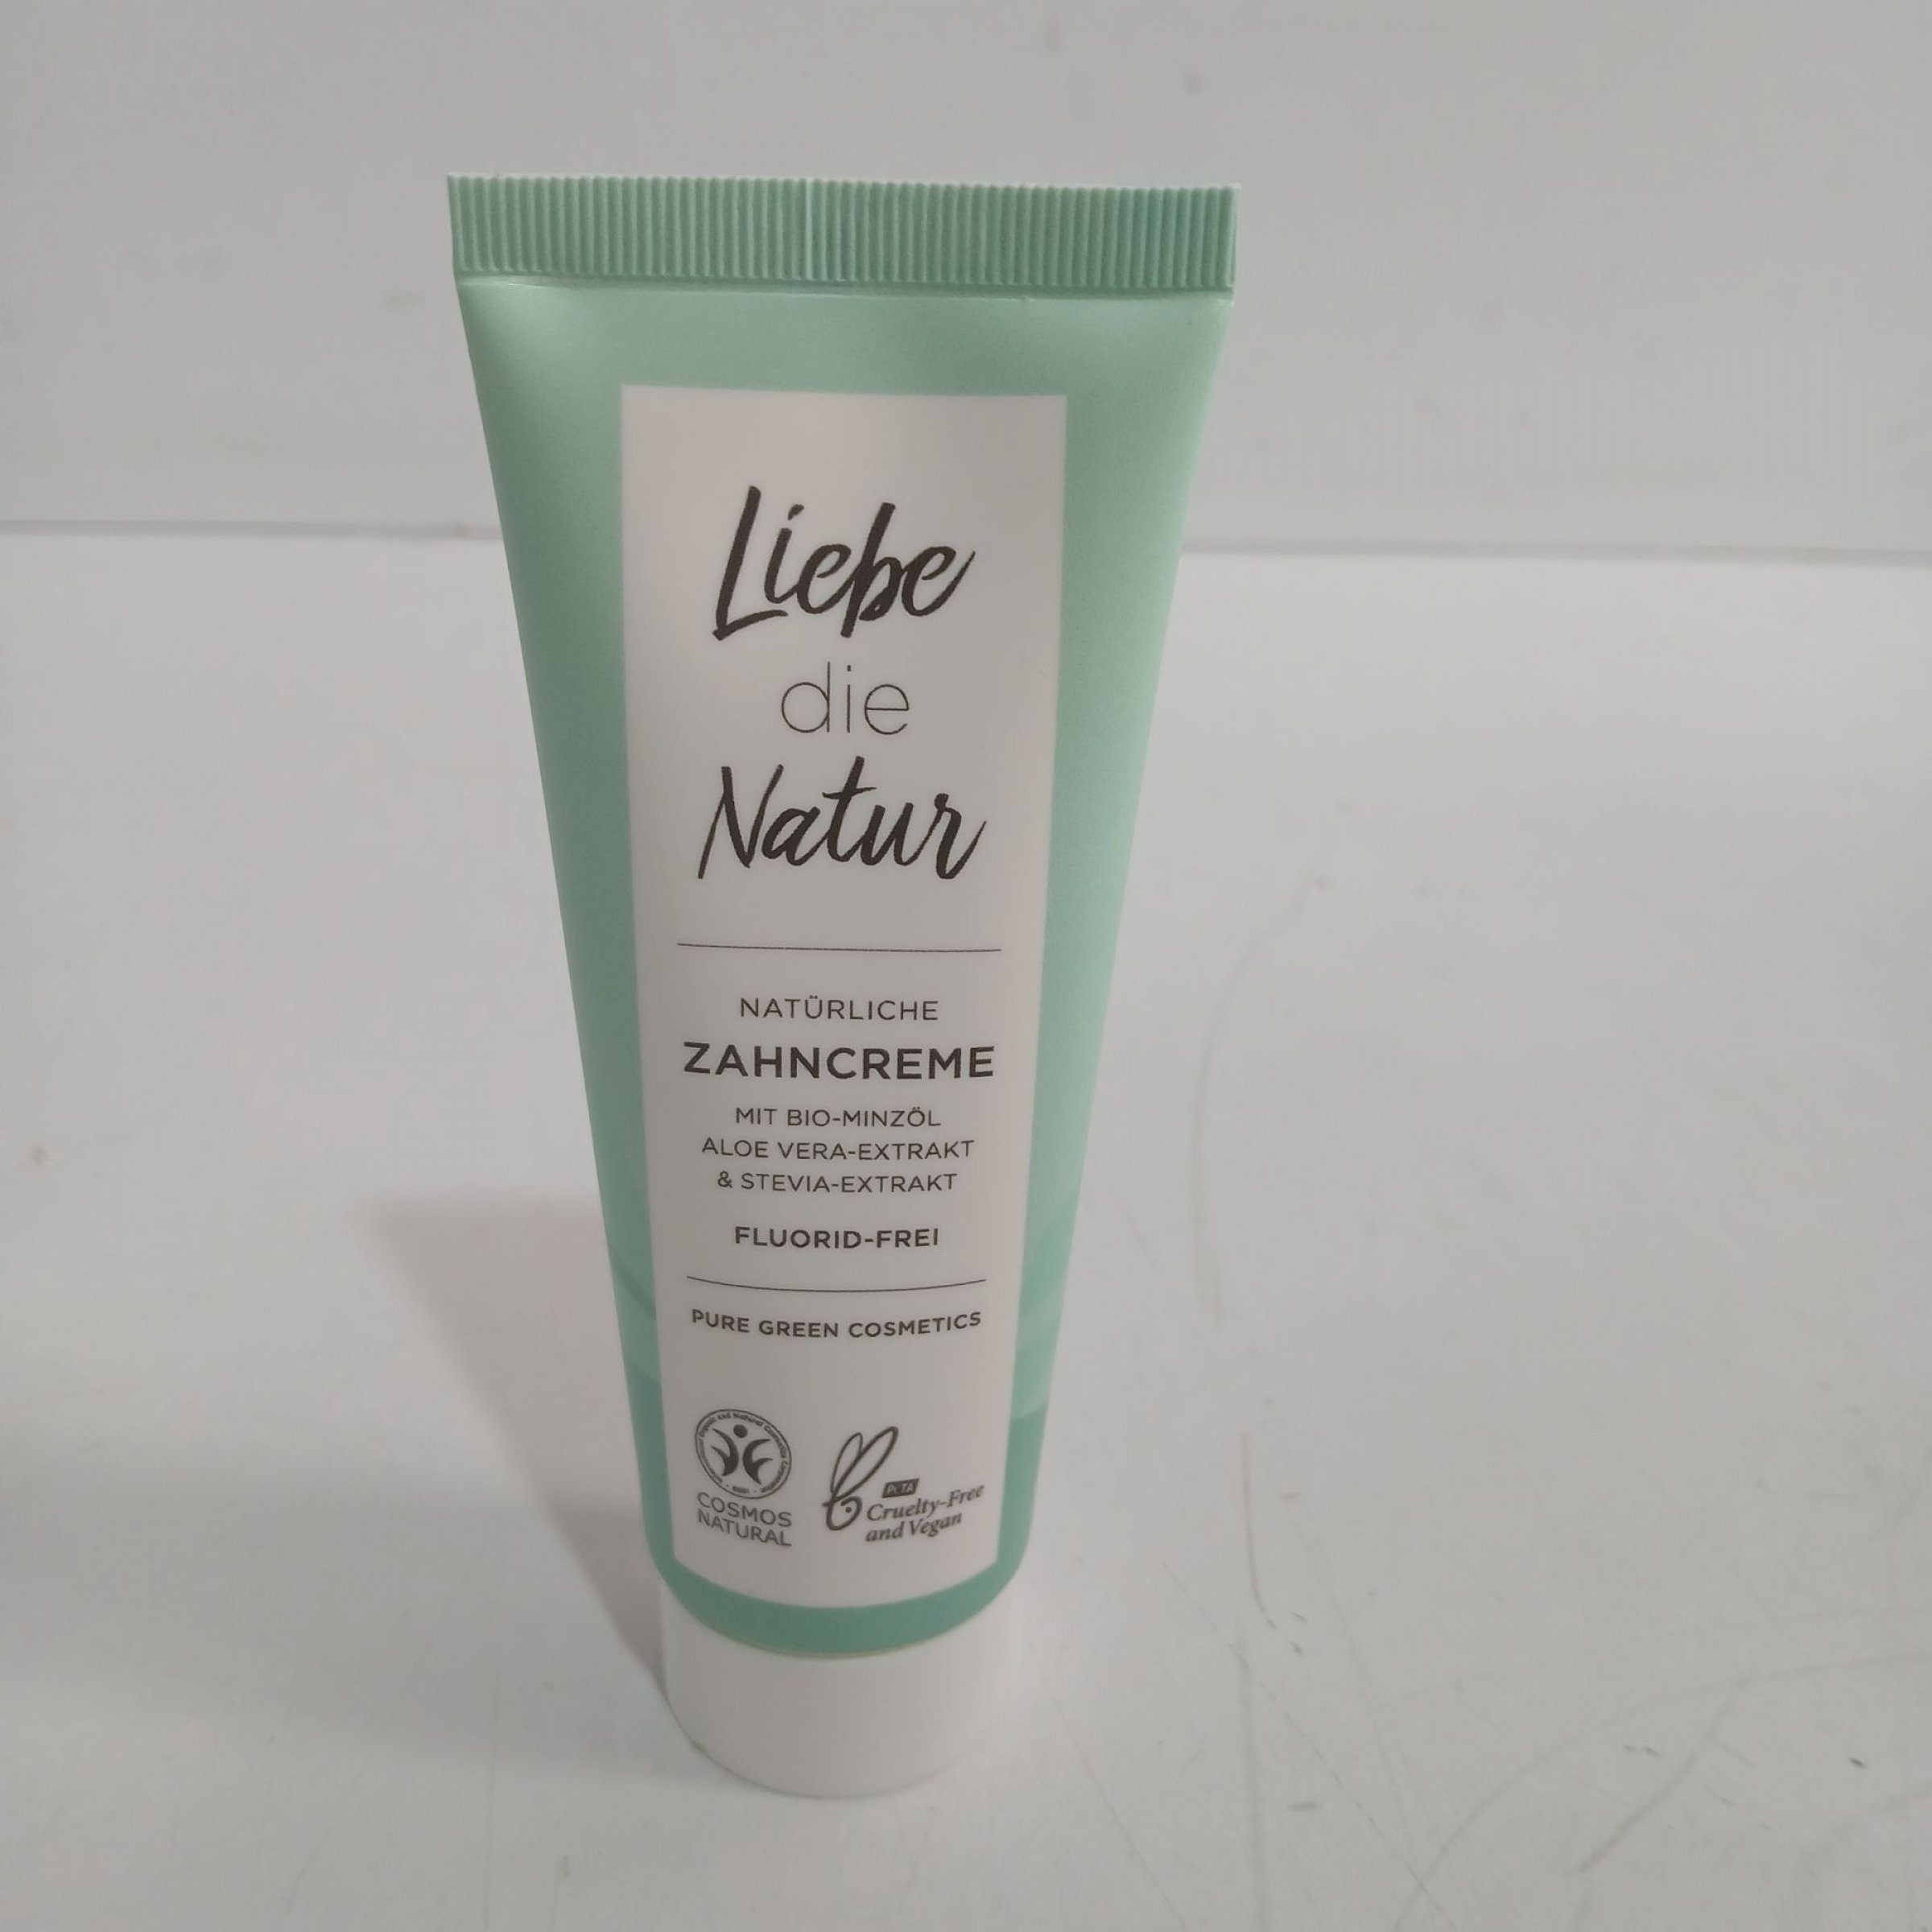 Liebe
die
Natur
NATÜRLICHE
ZAHNCREME
MIT BIO-MINZÖL
ALOE VERA-EXTRAKT
& STEVIA-EXTRAKT
FLUORID-FREI
PURE GREEN COSMETICS
COSMOS
NATURAL
PETA
Cruelty-Free
and Vegan